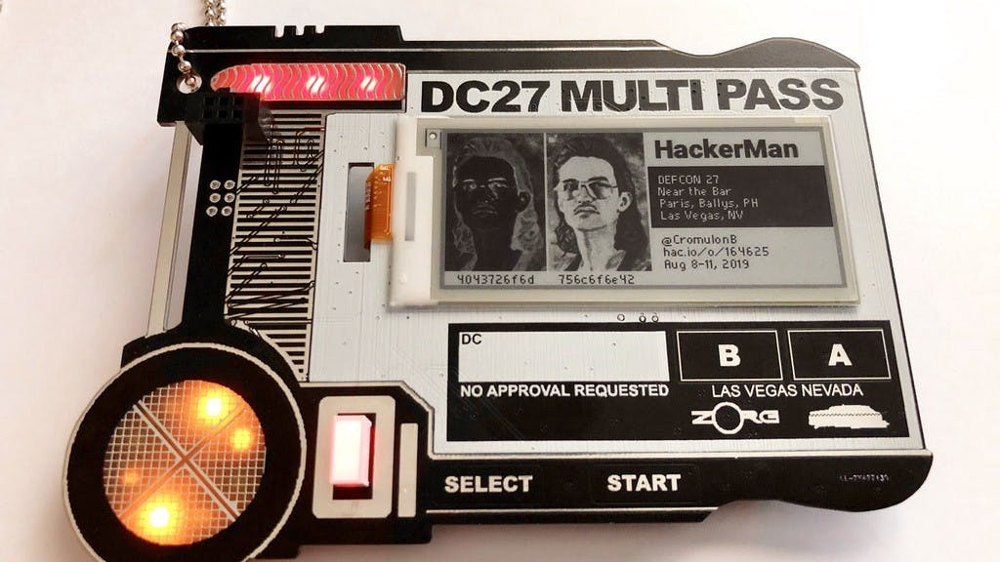 DC27 MULTI PASS
HackerMan
DEFCON 27
Near the Bar
Paris, Ballys, PH
Las Vegas, NV
@CromulonB
hac.io/o/164625
Aug 8-11, 2019
4043726f6d 756c6f6e42
DC
B A
NO APPROVAL REQUESTED
LAS VEGAS NEVADA
ZORG
SELECT START